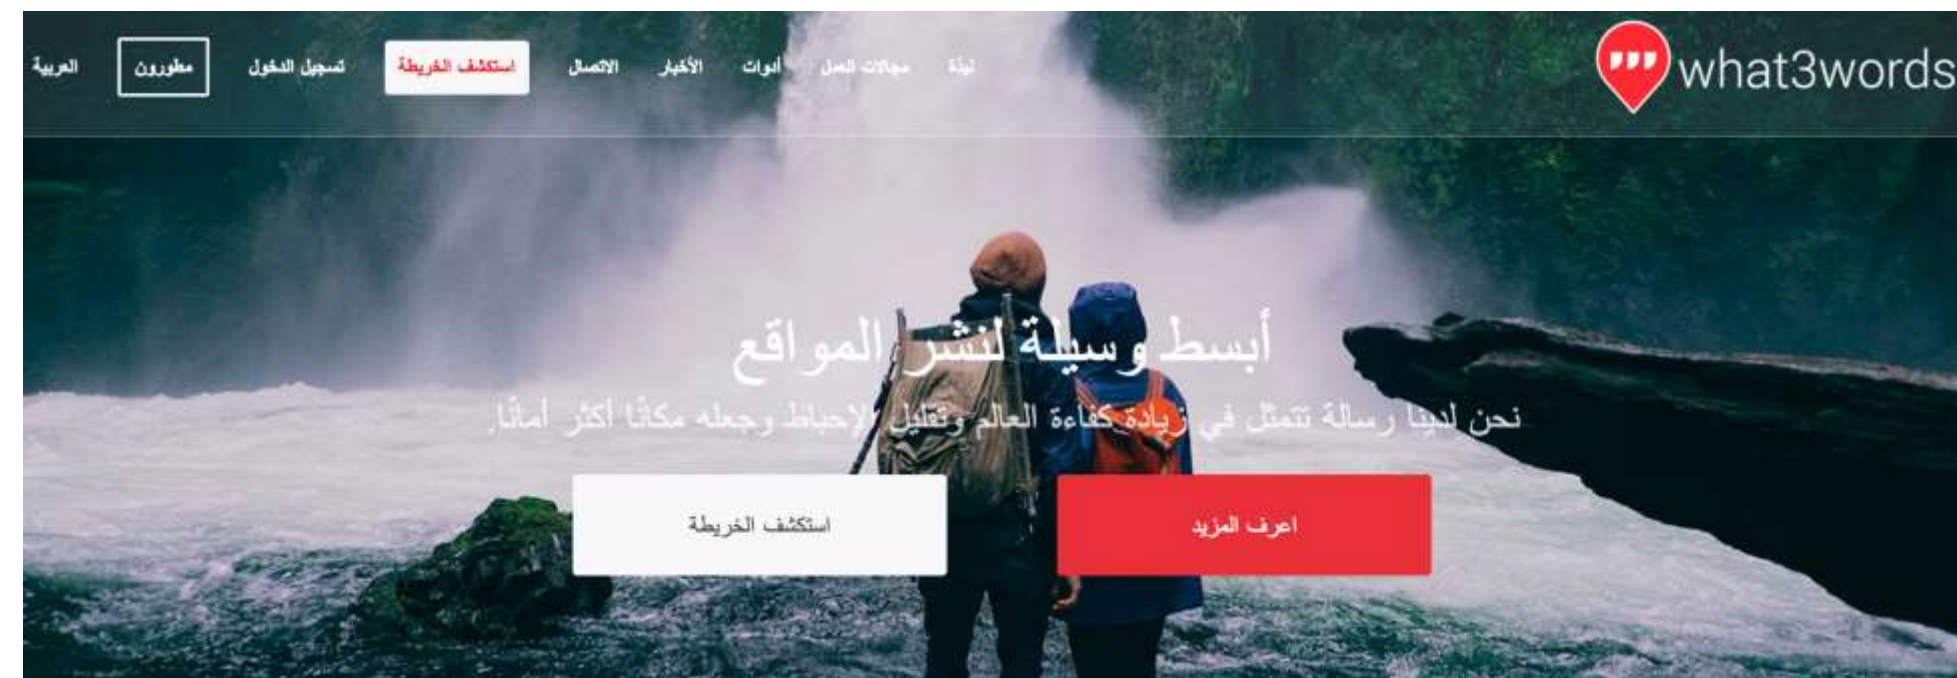 what3words
نبذة
مجالات العمل
أدوات
الأخبار
الاتصال
استكشف الخريطة
تسجيل الدخول
مطورون
العربية
أبسط وسيلة لنشر المواقع
نحن لدينا رسالة تتمثل في زيادة كفاءة العالم وتقليل الإحباط وجعله مكانًا أكثر أمانًا.
اعرف المزيد
استكشف الخريطة